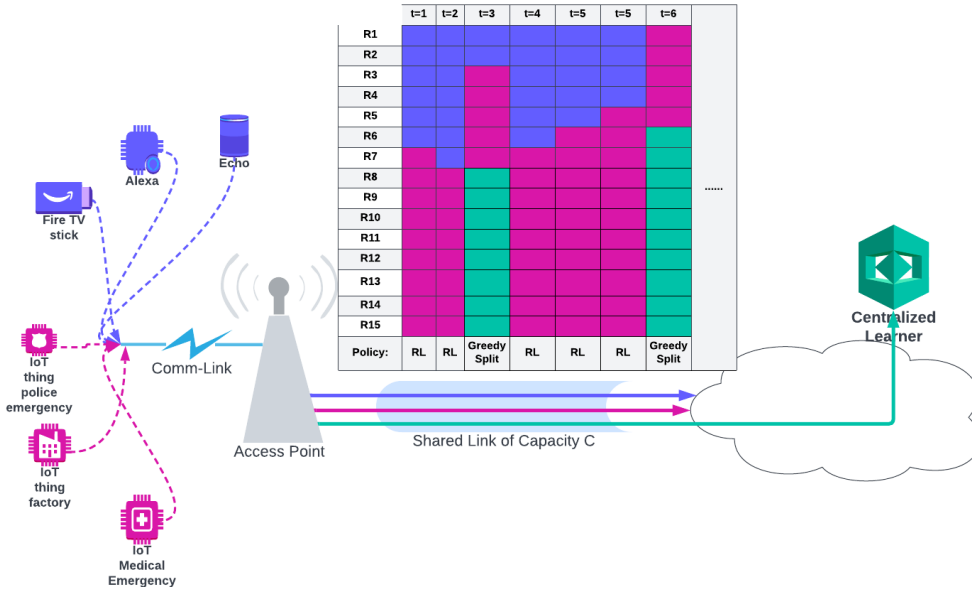 t=1 t=2 t=3 t=4 t=5 t=5 t=6
R1
R2
R3
R4
R5
R6
R7
R8
R9
R10
R11
R12
R13
R14
R15
......
Policy: RL RL Greedy Split RL RL RL Greedy Split
Echo
Alexa
Fire TV
stick
IoT
thing
police
emergency
IoT
thing
factory
IoT
Medical
Emergency
Comm-Link
Access Point
Shared Link of Capacity C
Centralized
Learner